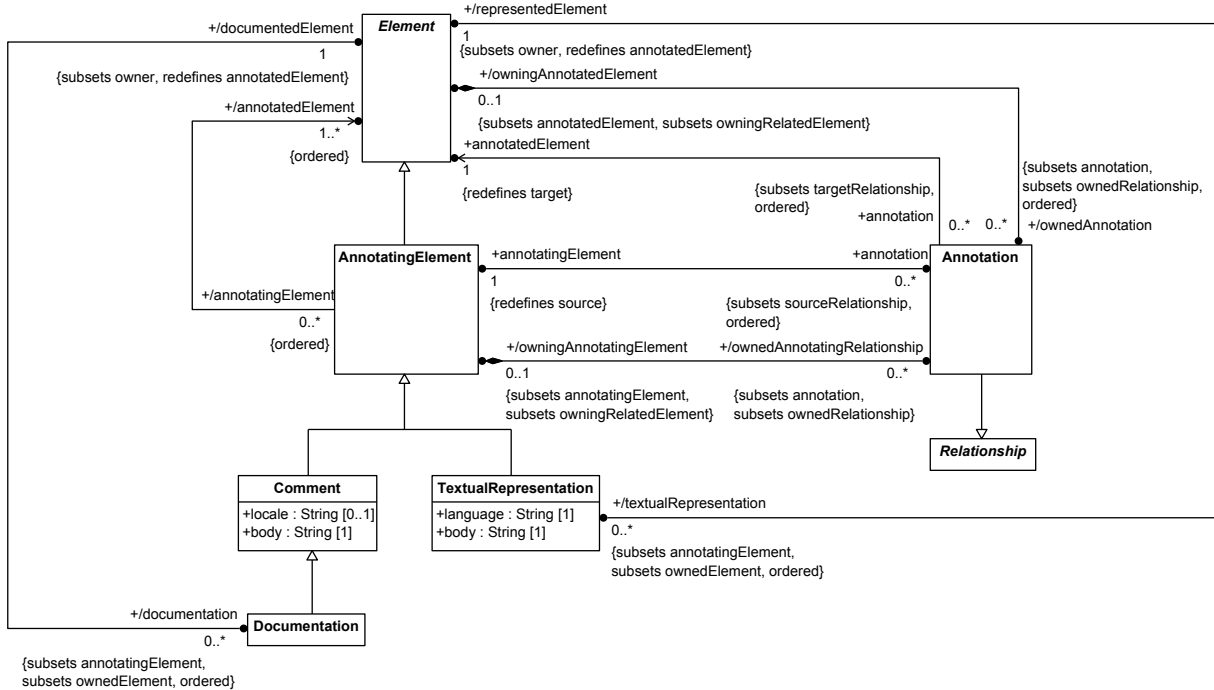 +/representedElement
+/documentedElement
Element
1
1
{subsets owner, redefines annotatedElement}
{subsets owner, redefines annotatedElement}
+/owningAnnotatedElement
0..1
+/annotatedElement
{subsets annotatedElement, subsets owningRelatedElement}
1..*
+annotatedElement
{ordered}
1
{redefines target}
{subsets annotation,
subsets ownedRelationship,
ordered}
{subsets targetRelationship,
ordered}
+annotation
0..*
0..*
+/ownedAnnotation
AnnotatingElement
+annotatingElement
+annotation
Annotation
1
0..*
+/annotatingElement
{redefines source}
{subsets sourceRelationship,
ordered}
0..*
{ordered}
+/owningAnnotatingElement
+/ownedAnnotatingRelationship
0..1
0..*
{subsets annotatingElement,
subsets owningRelatedElement}
{subsets annotation,
subsets ownedRelationship}
Relationship
Comment
+locale : String [0..1]
+body : String [1]
TextualRepresentation
+language : String [1]
+body : String [1]
+/textualRepresentation
0..*
{subsets annotatingElement,
subsets ownedElement, ordered}
+/documentation
Documentation
0..*
{subsets annotatingElement,
subsets ownedElement, ordered}